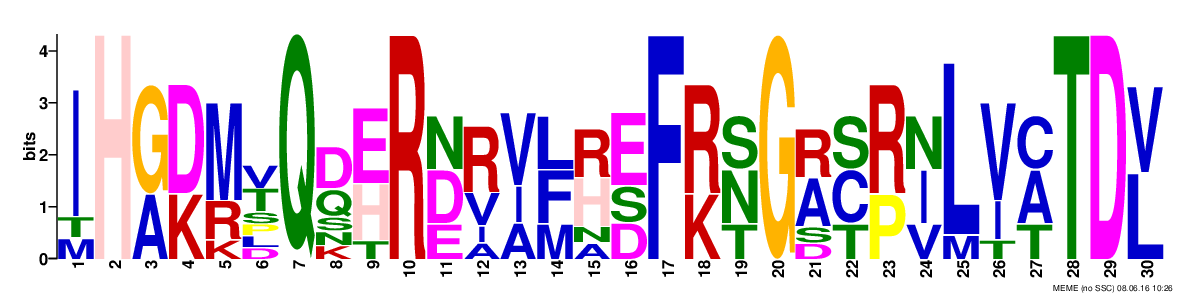 bits
4
3
2
1
0
I H G D M V Q D E R N R V L R E F R S G R S R N L V C T D V
T A K R T Q H D V I F H S K N A C P I M I A L
M K S S T E I A M N D T S T V T T
P N A A D
L K
D
1 2 3 4 5 6 7 8 9 10 11 12 13 14 15 16 17 18 19 20 21 22 23 24 25 26 27 28 29 30
MEME (no SSC) 08.06.16 10:26